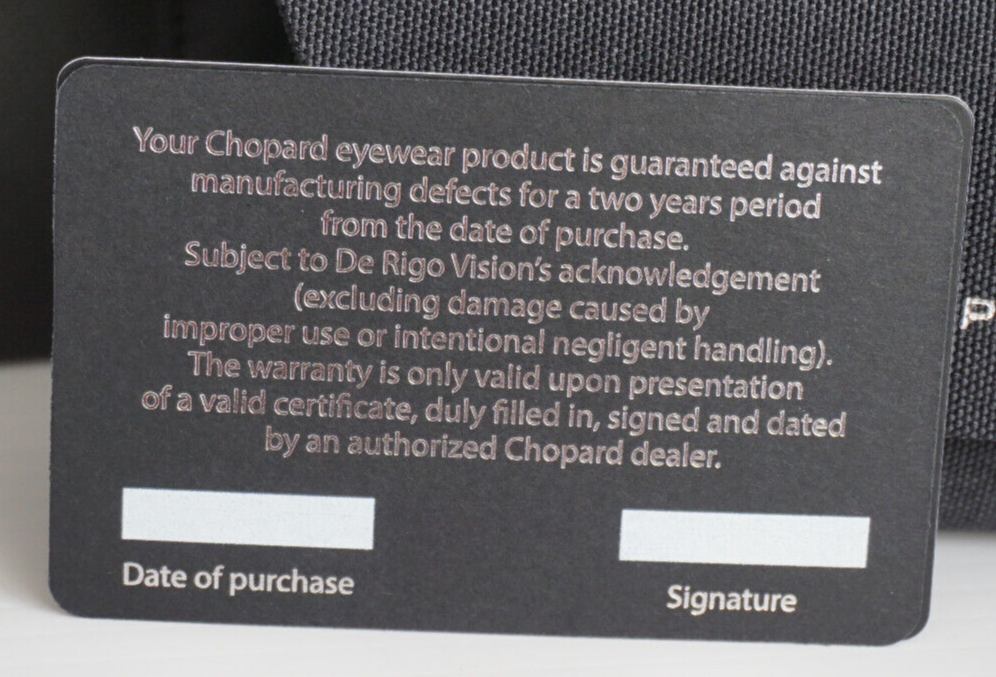 Your Chopard eyewear product is guaranteed against
manufacturing defects for a two years period
from the date of purchase.
Subject to De Rigo Vision's acknowledgement
(excluding damage caused by
improper use or intentional negligent handling).
The warranty is only valid upon presentation
of a valid certificate, duly filled in, signed and dated
by an authorized Chopard dealer.
Date of purchase
Signature
P